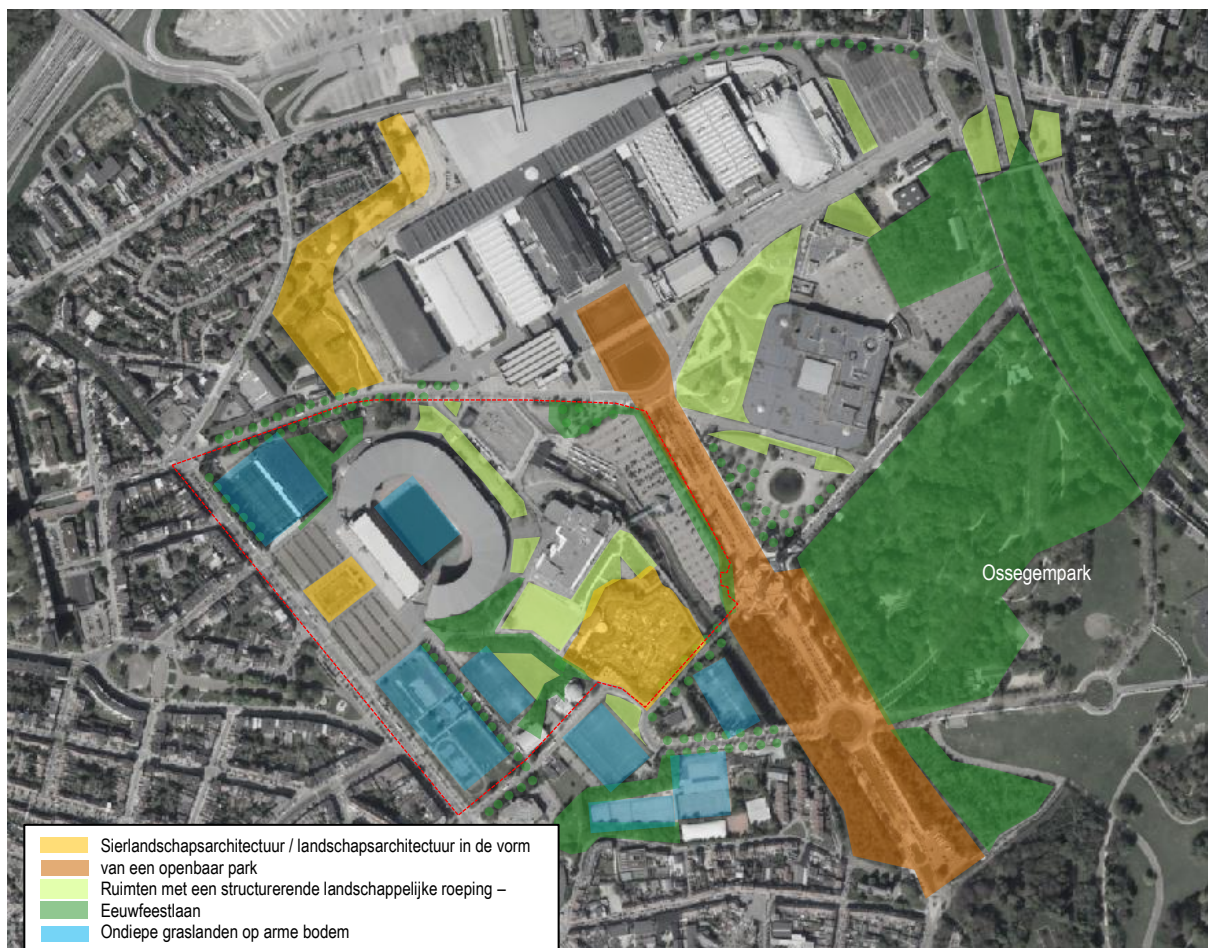 Ossegempark
Sierlandschapsarchitectuur / landschapsarchitectuur in de vorm
van een openbaar park
Ruimten met een structurerende landschappelijke roeping –
Eeuwfeestlaan
Ondiepe graslanden op arme bodem